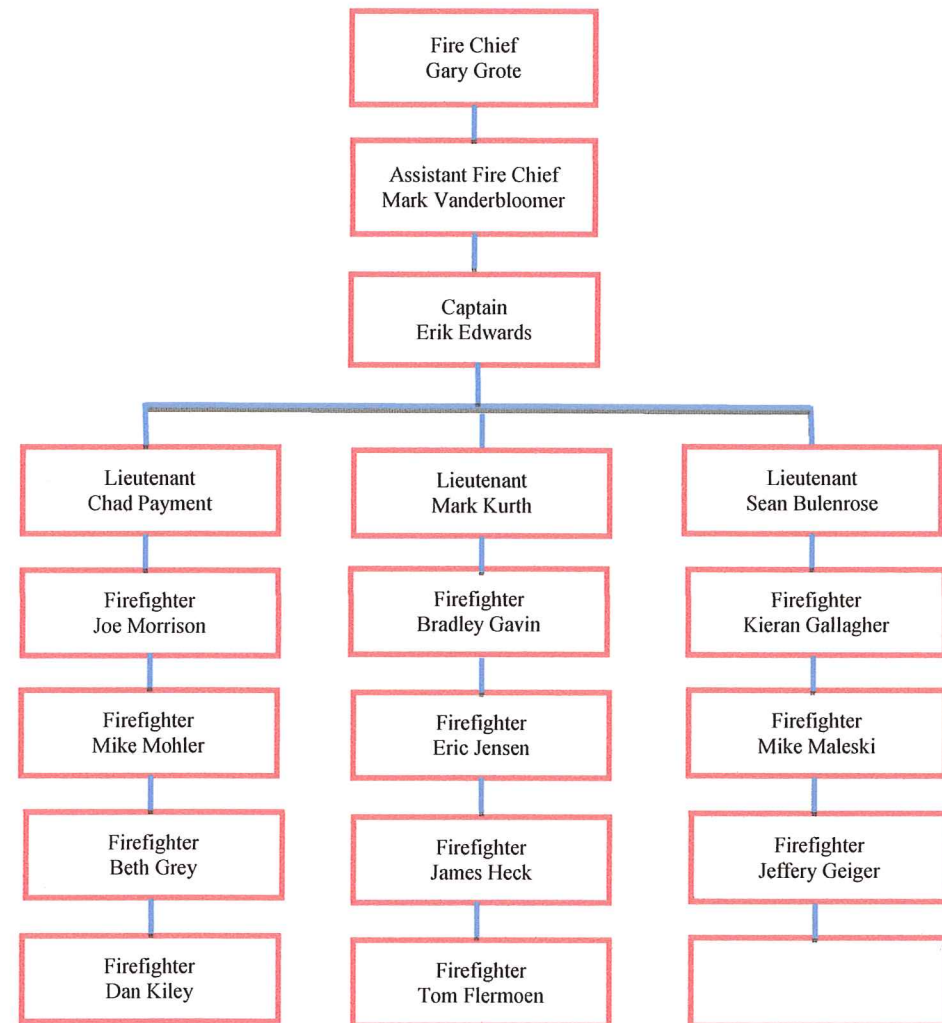 Fire Chief
Gary Grote
Assistant Fire Chief
Mark Vanderbloomer
Captain
Erik Edwards
Lieutenant
Chad Payment
Lieutenant
Mark Kurth
Lieutenant
Sean Bulenrose
Firefighter
Joe Morrison
Firefighter
Bradley Gavin
Firefighter
Kieran Gallagher
Firefighter
Mike Mohler
Firefighter
Eric Jensen
Firefighter
Mike Maleski
Firefighter
Beth Grey
Firefighter
James Heck
Firefighter
Jeffery Geiger
Firefighter
Dan Kiley
Firefighter
Tom Flermoen